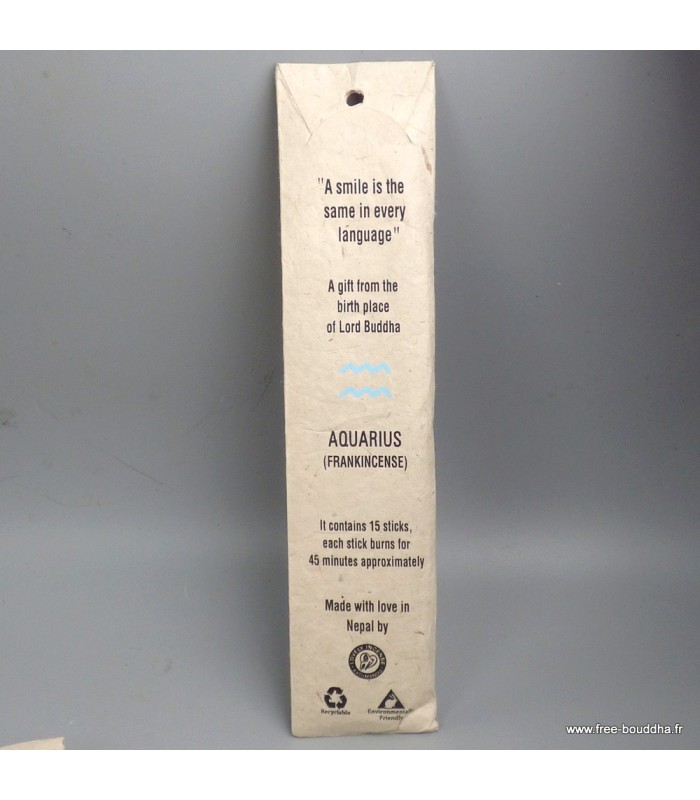 "A smile is the
same in every
language"
A gift from the
birth place
of Lord Buddha
AQUARIUS
(FRANKINCENSE)
It contains 15 sticks,
each stick burns for
45 minutes approximately
Made with love in
Nepal by
INCENSE
Recyclable
Environmentally
Friendly
www.free-bouddha.fr